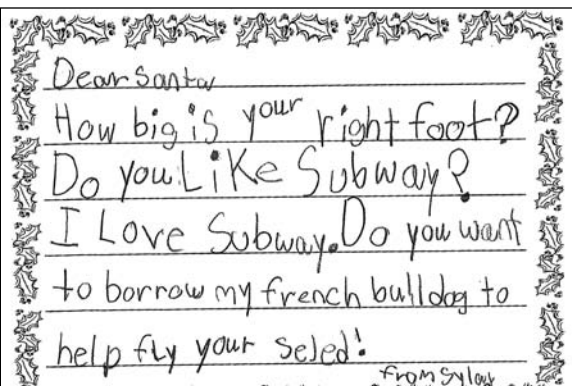 Dear Santa
How big is your right foot?
Do you Like Subway?
I Love Subway. Do you want
to borrow my french bulldog to
help fly your seled!
from